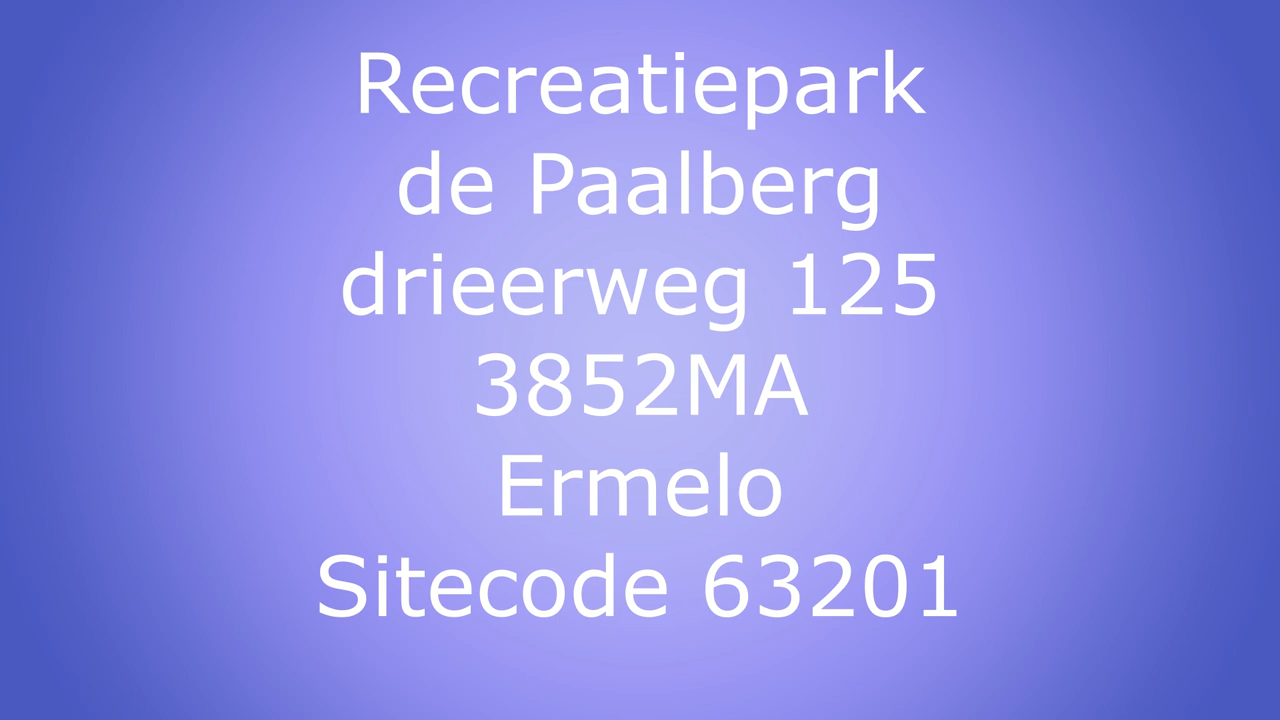 Recreatiepark
de Paalberg
drieerweg 125
3852MA
Ermelo
Sitecode 63201